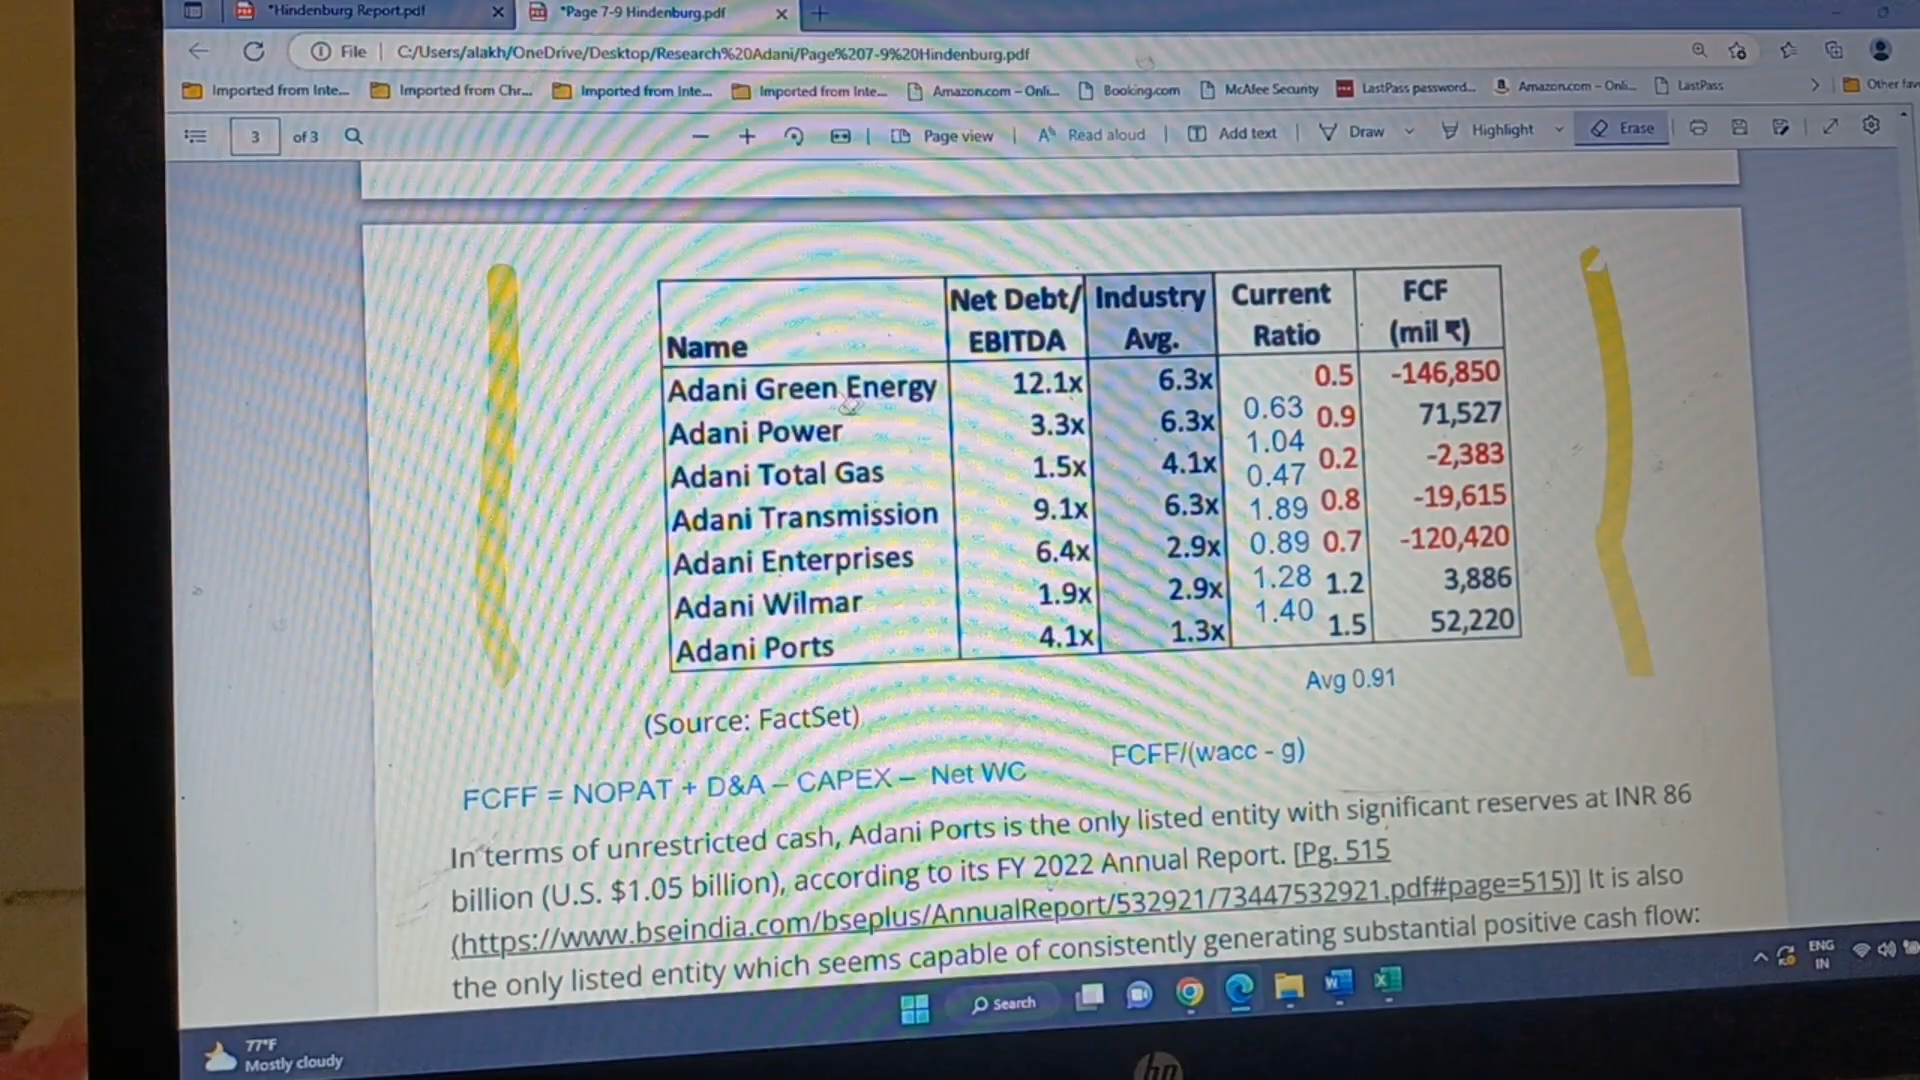 *Hindenburg Report.pdf
*Page 7-9 Hindenburg.pdf
File C:/Users/alakh/OneDrive/Desktop/Research%20Adani/Page%207-9%20Hindenburg.pdf
Imported from Inte... Imported from Chr... Imported from Inte... Imported from Inte... Amazon.com – Onli... Booking.com McAfee Security LastPass password... Amazon.com – Onli... LastPass Other fav
3 of 3 Page view Read aloud Add text Draw Highlight Erase
Name Net Debt/ EBITDA Industry Avg. Current Ratio FCF (mil ₹)
Adani Green Energy 12.1x 6.3x 0.63 0.5 -146,850
Adani Power 3.3x 6.3x 1.04 0.9 71,527
Adani Total Gas 1.5x 4.1x 0.47 0.2 -2,383
Adani Transmission 9.1x 6.3x 1.89 0.8 -19,615
Adani Enterprises 6.4x 2.9x 0.89 0.7 -120,420
Adani Wilmar 1.9x 2.9x 1.28 1.2 3,886
Adani Ports 4.1x 1.3x 1.40 1.5 52,220
Avg 0.91
(Source: FactSet)
FCFF/(wacc - g)
FCFF = NOPAT + D&A – CAPEX – Net WC
In terms of unrestricted cash, Adani Ports is the only listed entity with significant reserves at INR 86
billion (U.S. $1.05 billion), according to its FY 2022 Annual Report. [Pg. 515
(https://www.bseindia.com/bseplus/AnnualReport/532921/73447532921.pdf#page=515)] It is also
the only listed entity which seems capable of consistently generating substantial positive cash flow:
Search
ENG
IN
77°F
Mostly cloudy
hp